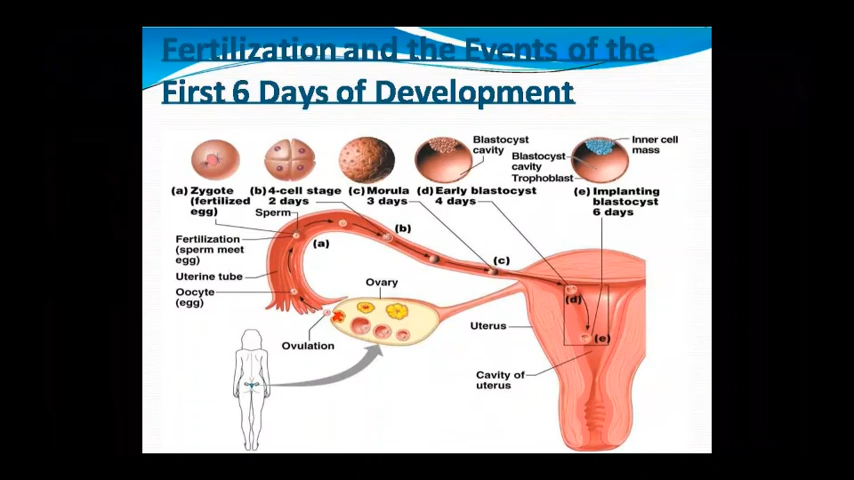 Fertilization and the Events of the
First 6 Days of Development
Blastocyst
cavity
Blastocyst
cavity
Trophoblast
Inner cell
mass
(a) Zygote
(fertilized
egg)
(b) 4-cell stage
2 days
(c) Morula
3 days
(d) Early blastocyst
4 days
(e) Implanting
blastocyst
6 days
Sperm
(b)
(a)
Fertilization
(sperm meet
egg)
(c)
Uterine tube
Ovary
Oocyte
(egg)
(d)
Uterus
(e)
Ovulation
Cavity of
uterus